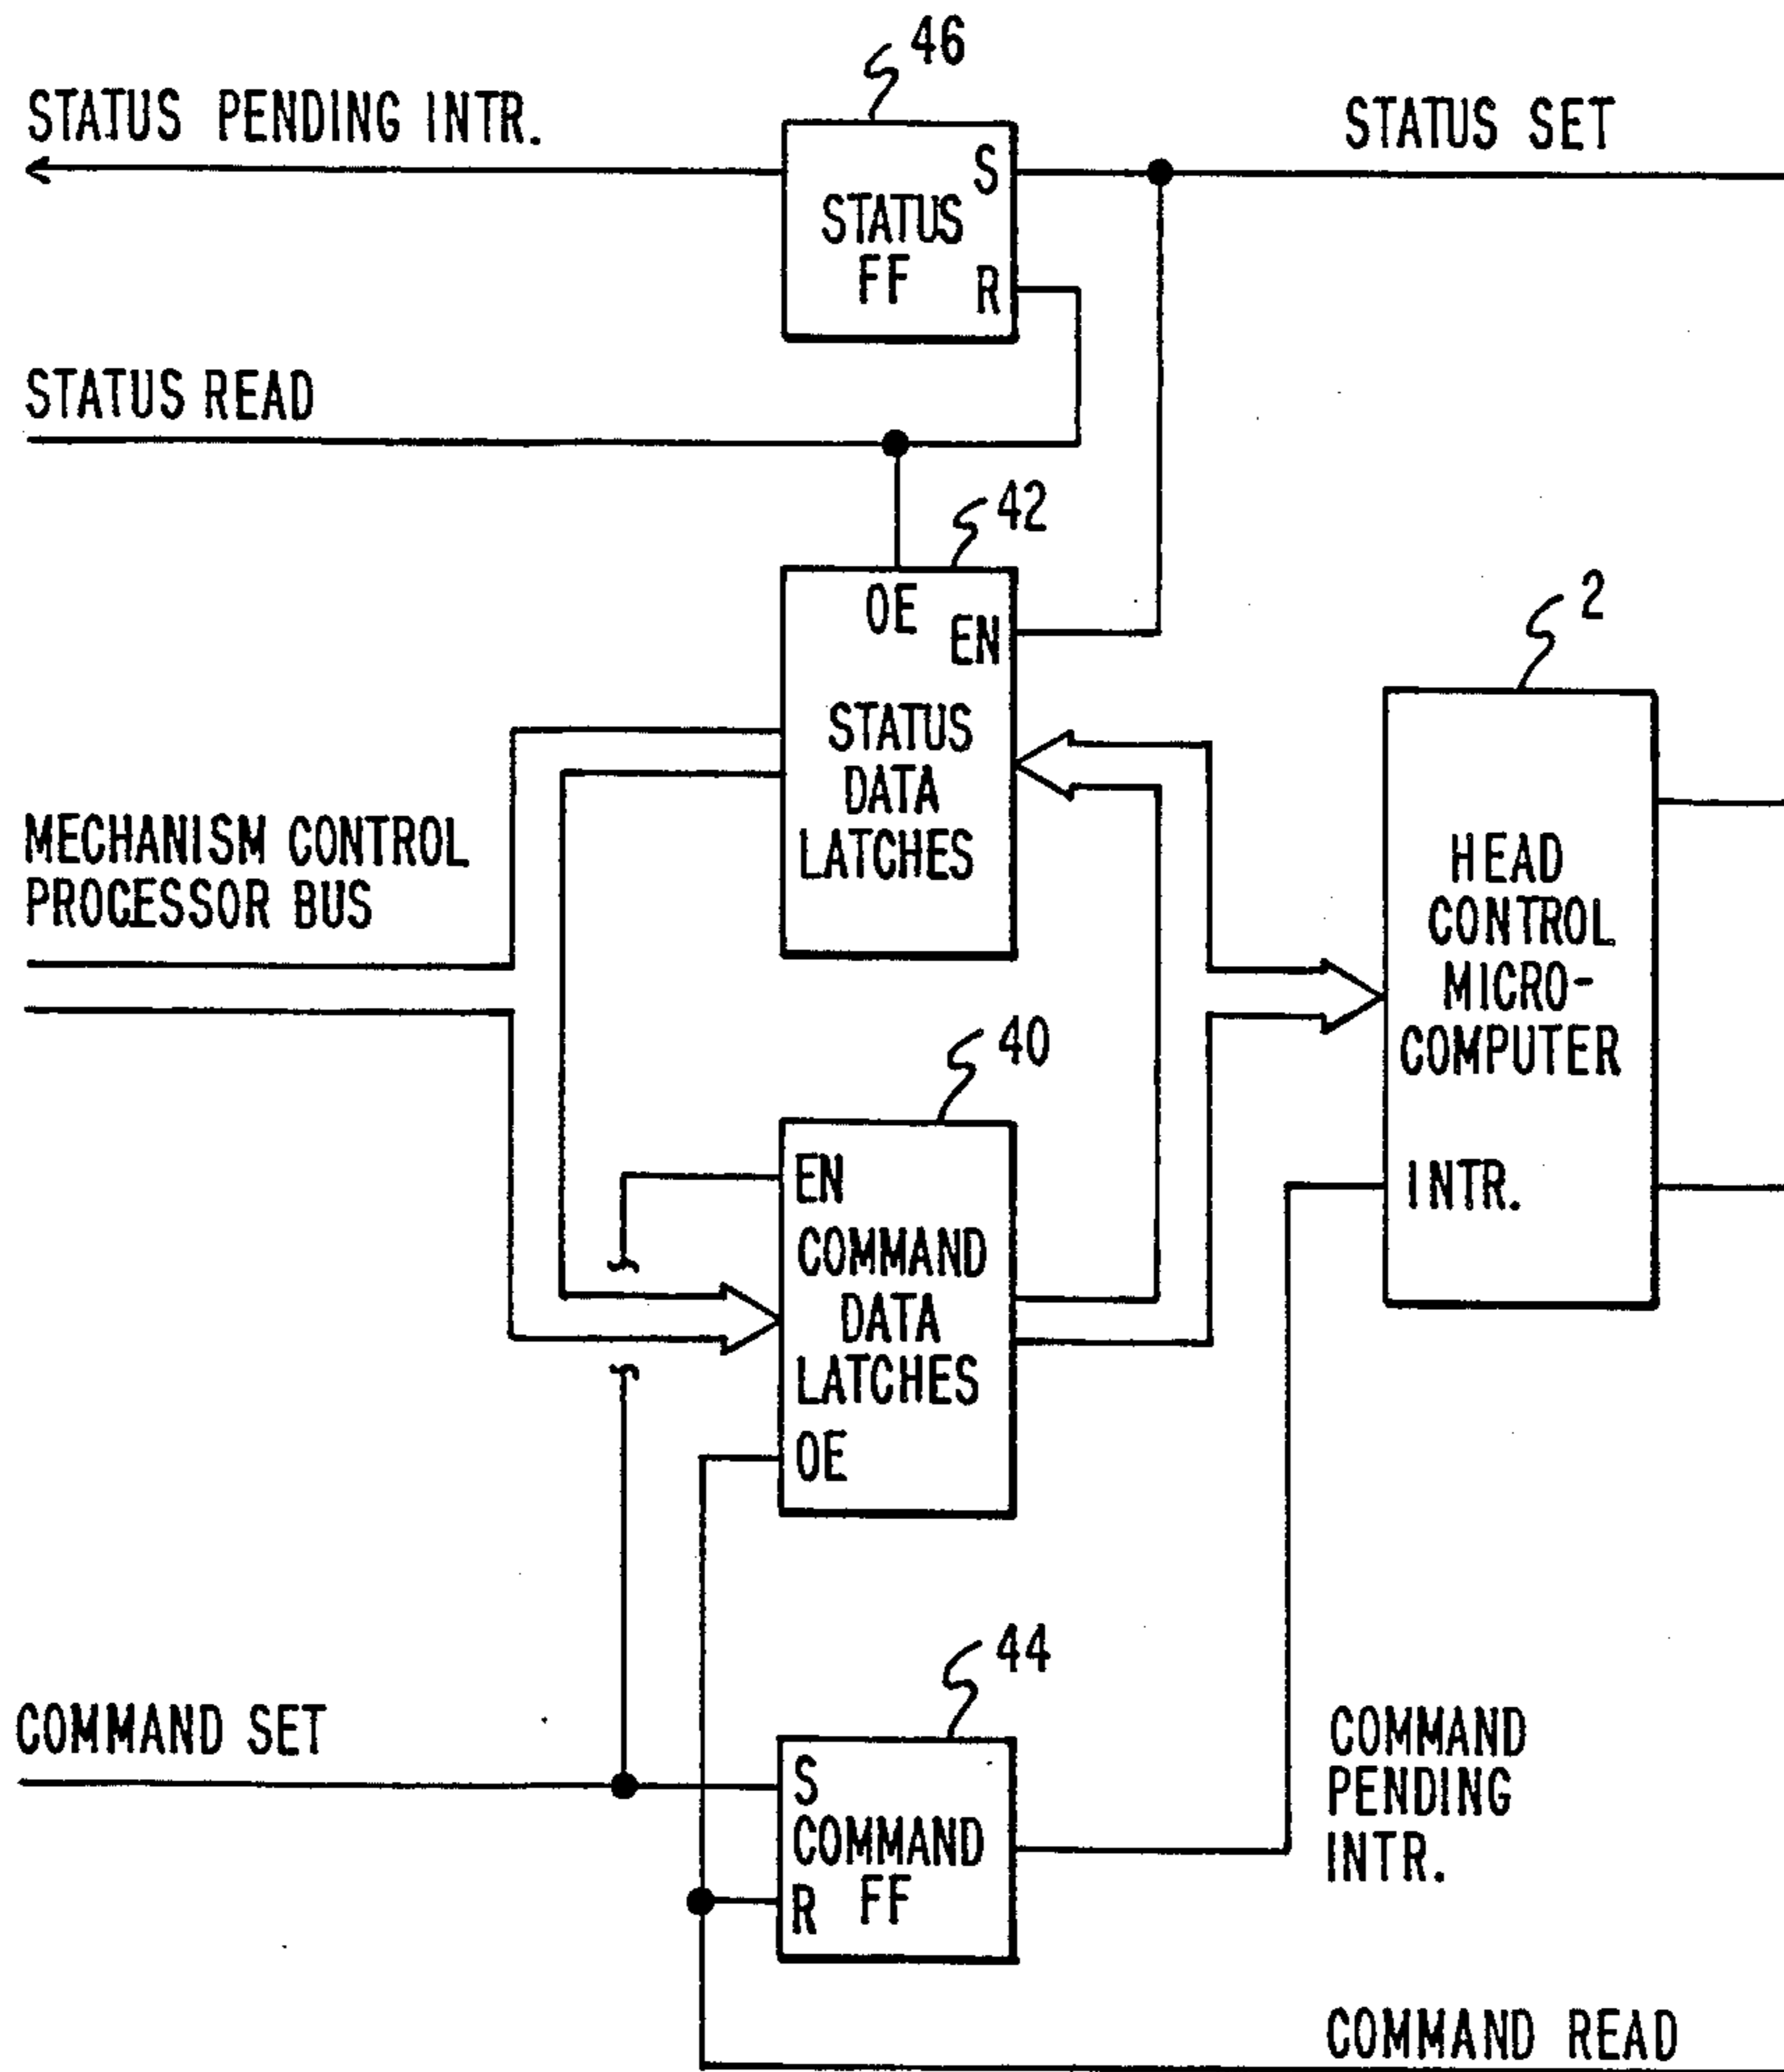 46
STATUS PENDING INTR.
STATUS SET
S
STATUS
FF
R
STATUS READ
42
OE
EN
STATUS
DATA
LATCHES
2
MECHANISM CONTROL
PROCESSOR BUS
HEAD
CONTROL
MICRO-
COMPUTER
INTR.
40
EN
COMMAND
DATA
LATCHES
OE
44
COMMAND SET
S
COMMAND
FF
R
COMMAND
PENDING
INTR.
COMMAND READ